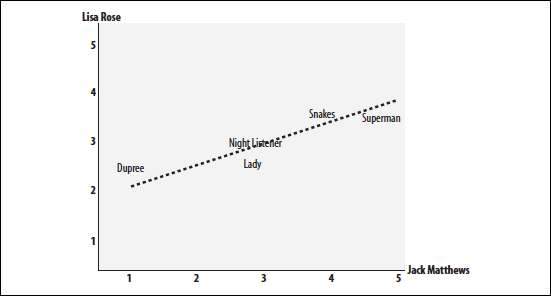 Lisa Rose
5
4
Snakes
Superman
3
Night Listener
Lady
Dupree
2
1
Jack Matthews
1 2 3 4 5